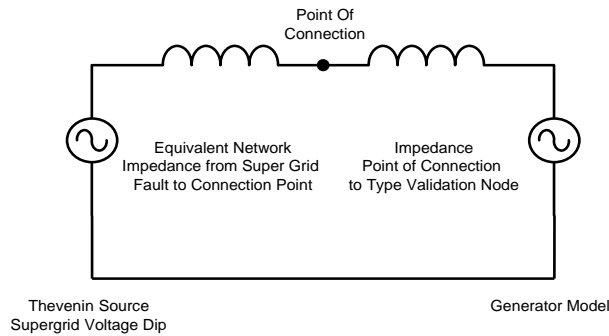 Point Of
Connection
Equivalent Network
Impedance from Super Grid
Fault to Connection Point
Impedance
Point of Connection
to Type Validation Node
Thevenin Source
Supergrid Voltage Dip
Generator Model